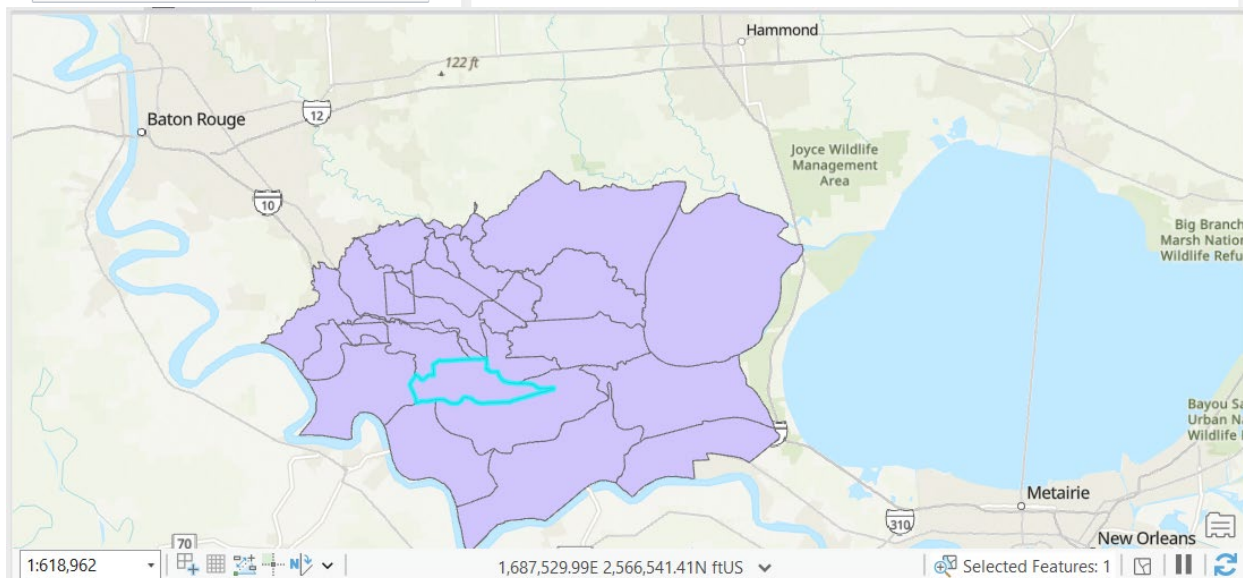 Hammond
122 ft
Baton Rouge
12
Joyce Wildlife
Management
Area
10
Big Branch
Marsh Nation
Wildlife Refu
Bayou Sa
Urban Na
Wildlife
Metairie
310
New Orleans
70
1:618,962
N
1,687,529.99E 2,566,541.41N ftUS
Selected Features: 1